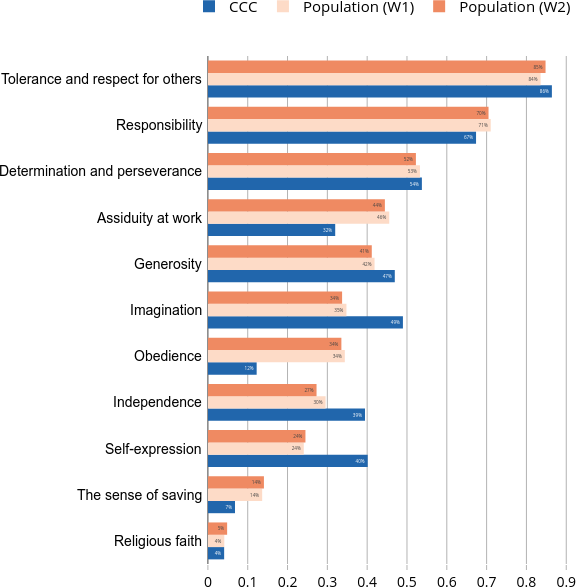 CCC Population (W1) Population (W2)
85%
Tolerance and respect for others 84%
86%
70%
Responsibility 71%
67%
52%
Determination and perseverance 53%
54%
44%
Assiduity at work 46%
32%
41%
Generosity 42%
47%
34%
Imagination 35%
49%
34%
Obedience 34%
12%
27%
Independence 30%
39%
24%
Self-expression 24%
40%
14%
The sense of saving 14%
7%
5%
Religious faith 4%
4%
0 0.1 0.2 0.3 0.4 0.5 0.6 0.7 0.8 0.9